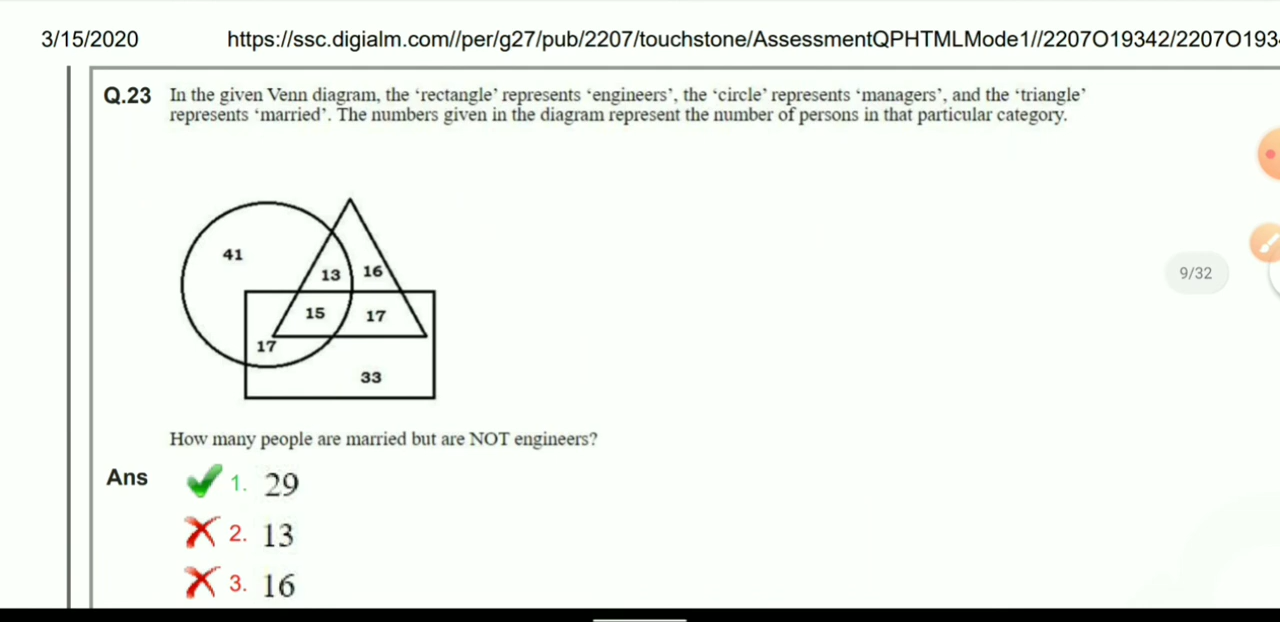 3/15/2020
https://ssc.digialm.com//per/g27/pub/2207/touchstone/AssessmentQPHTMLMode1//2207O19342/2207O193
Q.23 In the given Venn diagram, the ‘rectangle’ represents ‘engineers’, the ‘circle’ represents ‘managers’, and the ‘triangle’
represents ‘married’. The numbers given in the diagram represent the number of persons in that particular category.
41
13 16
15 17
17
33
9/32
How many people are married but are NOT engineers?
Ans
1. 29
2. 13
3. 16